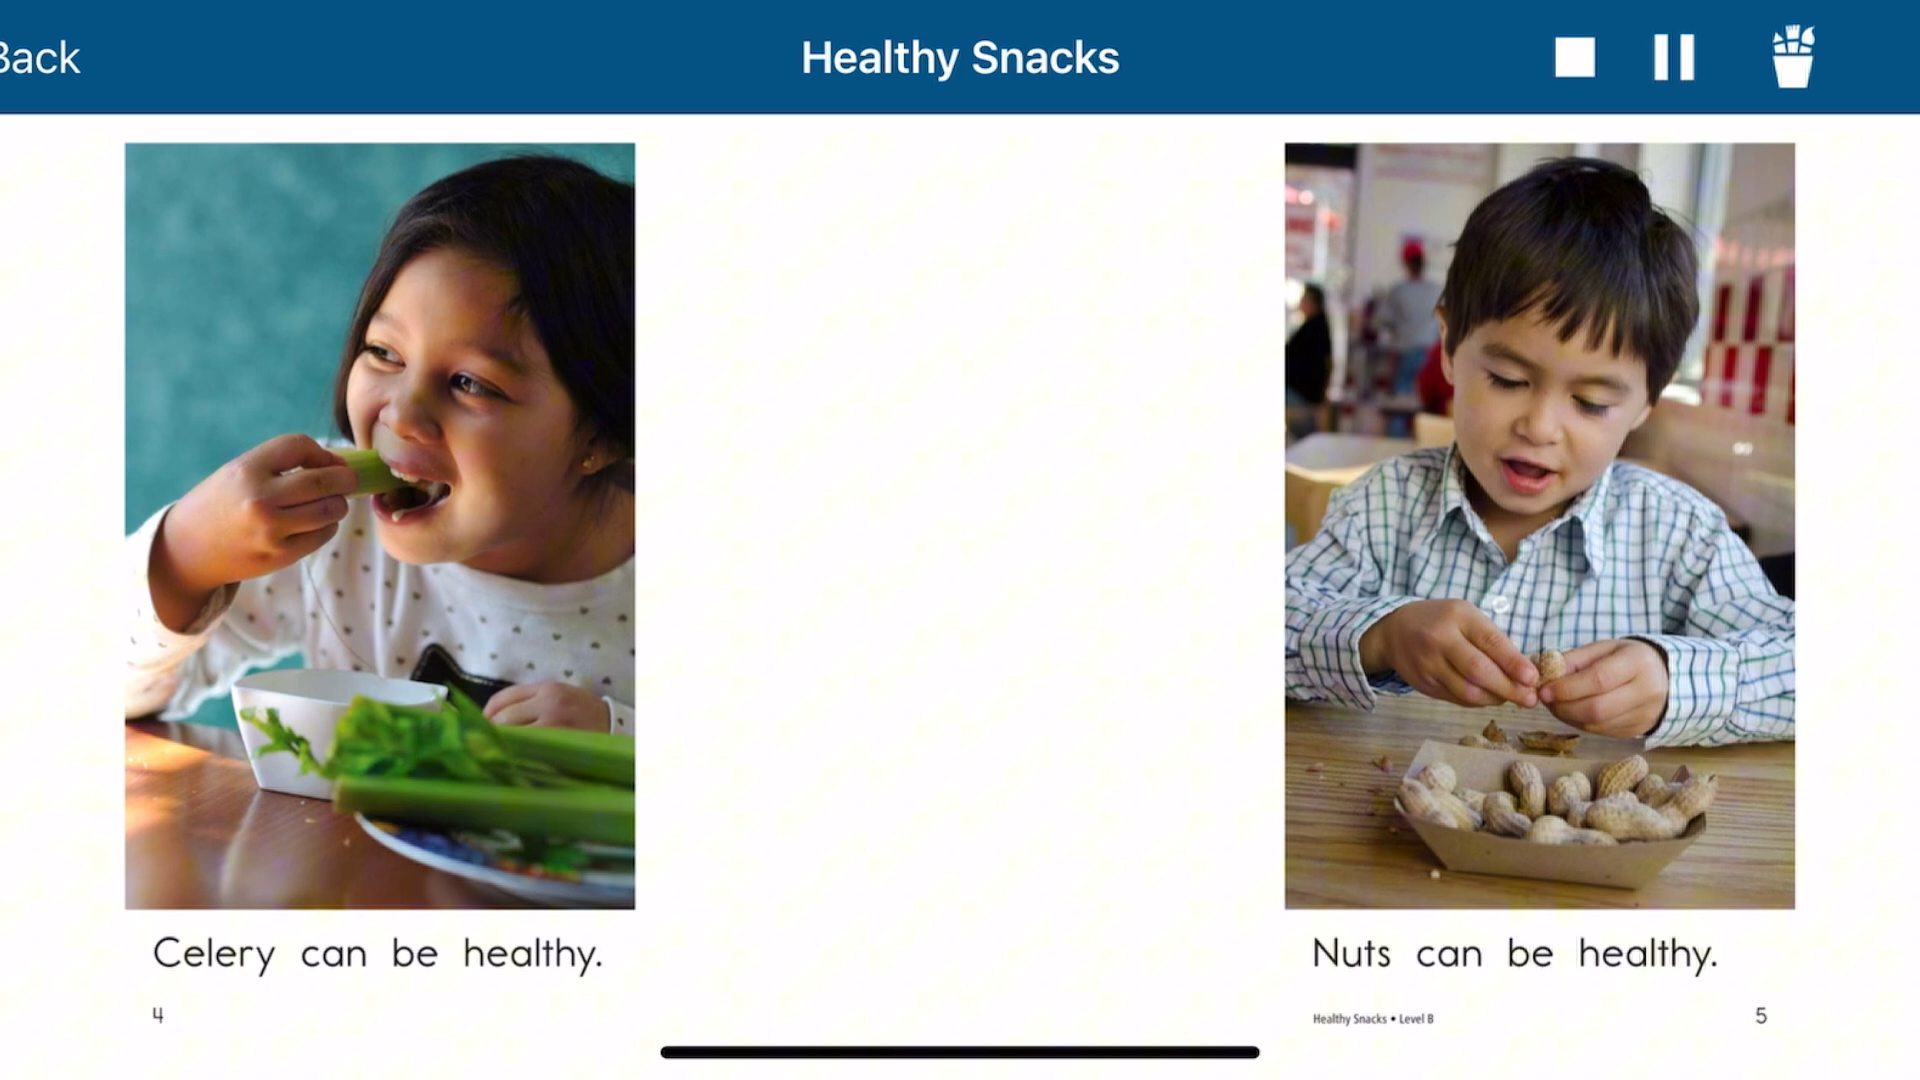 Back
Healthy Snacks
Celery can be healthy.
4
Nuts can be healthy.
Healthy Snacks • Level B
5